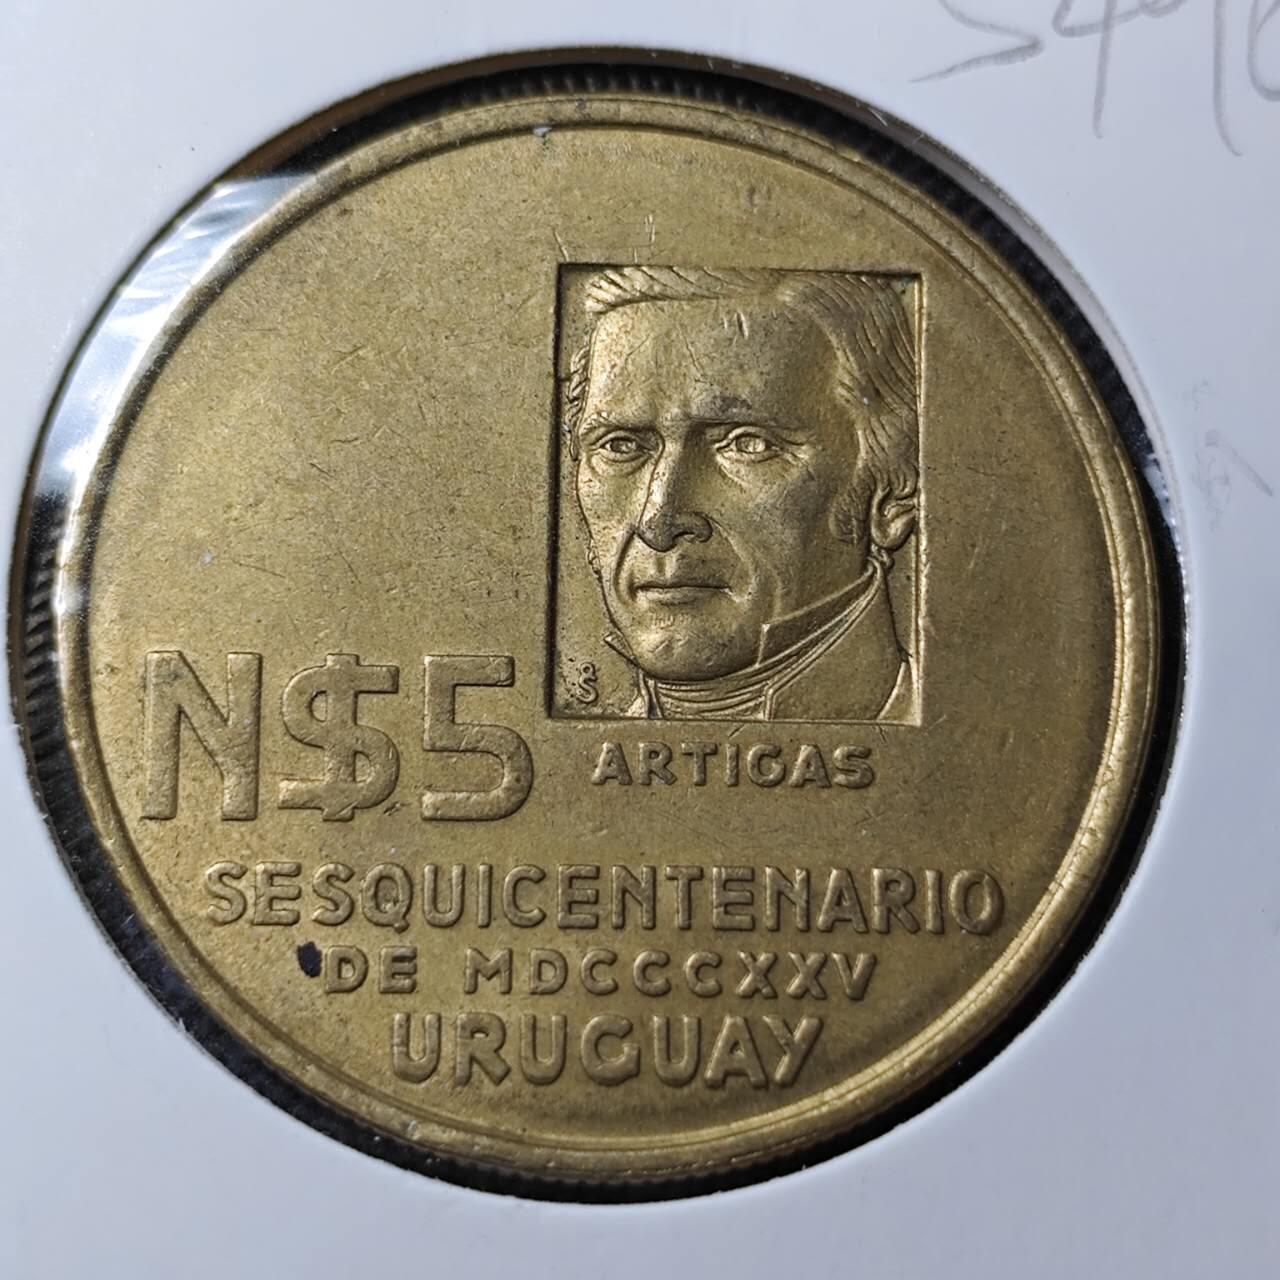 N$5
ARTIGAS
SESQUICENTENARIO
DE MDCCCXXV
URUGUAY